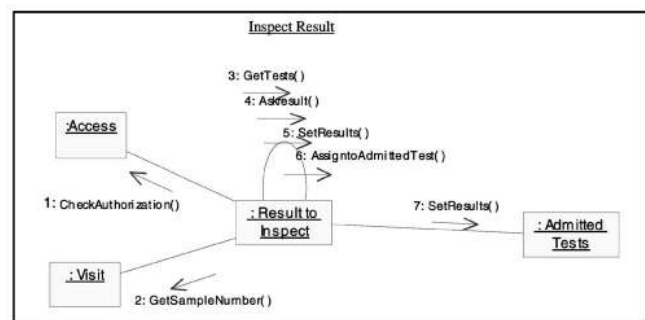 Inspect Result
3: GetTests()
4: Askresult()
5: SetResults()
6: AssigntoAdmittedTest()
:Access
1: CheckAuthorization()
: Result to
Inspect
7: SetResults()
: Admitted
Tests
: Visit
2: GetSampleNumber()